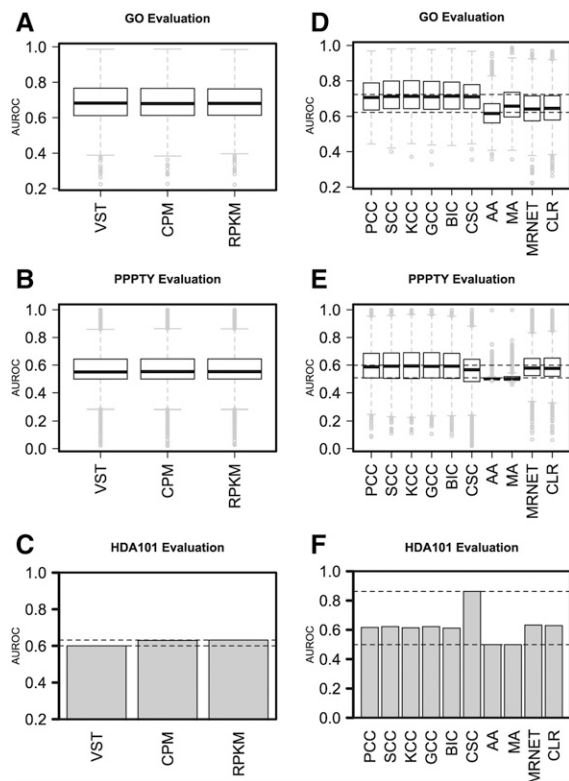 A
GO Evaluation
AUROC
1.0
0.8
0.6
0.4
0.2
VST
CPM
RPKM
B
PPPTY Evaluation
AUROC
1.0
0.8
0.6
0.4
0.2
0.0
VST
CPM
RPKM
C
HDA101 Evaluation
AUROC
1.0
0.8
0.6
0.4
0.2
VST
CPM
RPKM
D
GO Evaluation
AUROC
1.0
0.8
0.6
0.4
0.2
PCC
SCC
KCC
GCC
BIC
CSC
AA
MA
MRNET
CLR
E
PPPTY Evaluation
AUROC
1.0
0.8
0.6
0.4
0.2
0.0
PCC
SCC
KCC
GCC
BIC
CSC
AA
MA
MRNET
CLR
F
HDA101 Evaluation
AUROC
1.0
0.8
0.6
0.4
0.2
0.0
PCC
SCC
KCC
GCC
BIC
CSC
AA
MA
MRNET
CLR